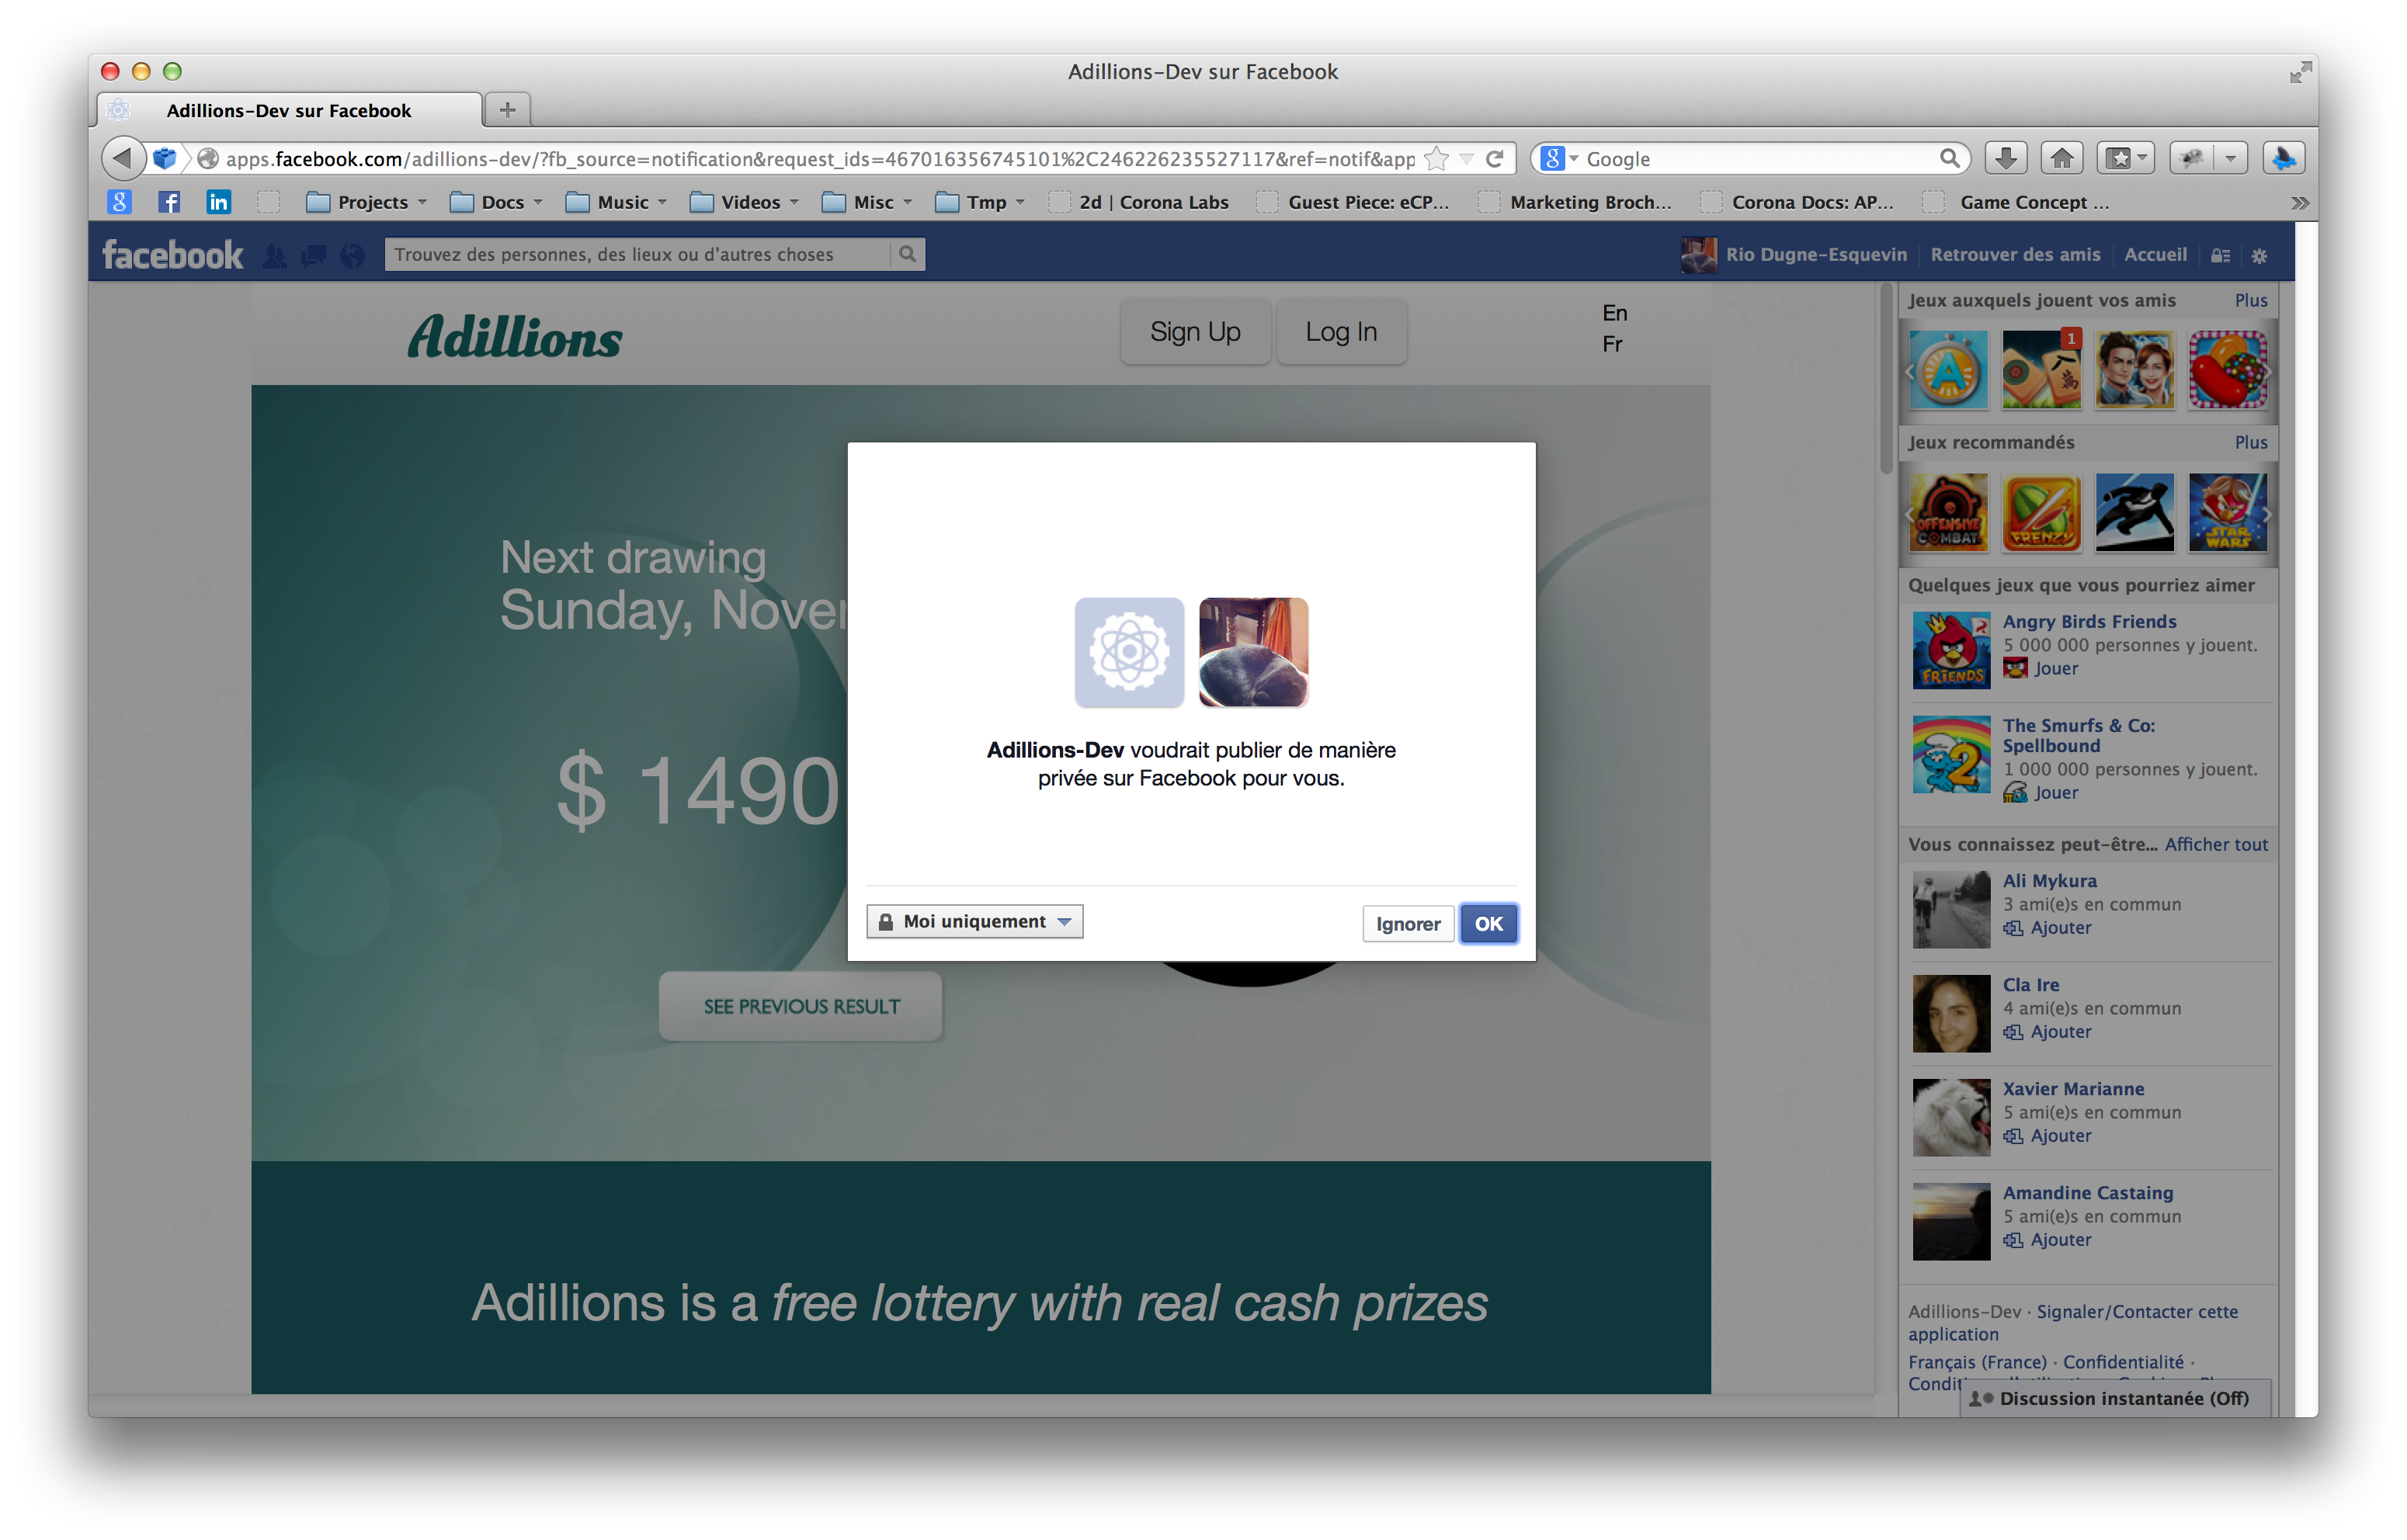 Adillions-Dev sur Facebook
Adillions-Dev sur Facebook
apps.facebook.com/adillions-dev/?fb_source=notification&request_ids=467016356745101%2C246226235527117&ref=notif&app
Google
Projects
Docs
Music
Videos
Misc
Tmp
2d | Corona Labs
Guest Piece: eCP...
Marketing Broch...
Corona Docs: AP...
Game Concept ...
facebook
Trouvez des personnes, des lieux ou d'autres choses
Rio Dugne-Esquevin
Retrouver des amis
Accueil
Adillions
Sign Up
Log In
En
Fr
Next drawing
Sunday, Nover
$ 1490
SEE PREVIOUS RESULT
Adillions is a free lottery with real cash prizes
Adillions-Dev voudrait publier de manière
privée sur Facebook pour vous.
Moi uniquement
Ignorer
OK
Jeux auxquels jouent vos amis
Plus
1
Jeux recommandés
Plus
OFFENSIVE
COMBAT
FRENZY
STAR
WARS
Quelques jeux que vous pourriez aimer
FRIENDS
Angry Birds Friends
5 000 000 personnes y jouent.
Jouer
2
The Smurfs & Co:
Spellbound
1 000 000 personnes y jouent.
Jouer
Vous connaissez peut-être...
Afficher tout
Ali Mykura
3 ami(e)s en commun
Ajouter
Cla Ire
4 ami(e)s en commun
Ajouter
Xavier Marianne
5 ami(e)s en commun
Ajouter
Amandine Castaing
5 ami(e)s en commun
Ajouter
Adillions-Dev · Signaler/Contacter cette
application
Français (France) · Confidentialité ·
Discussion instantanée (Off)